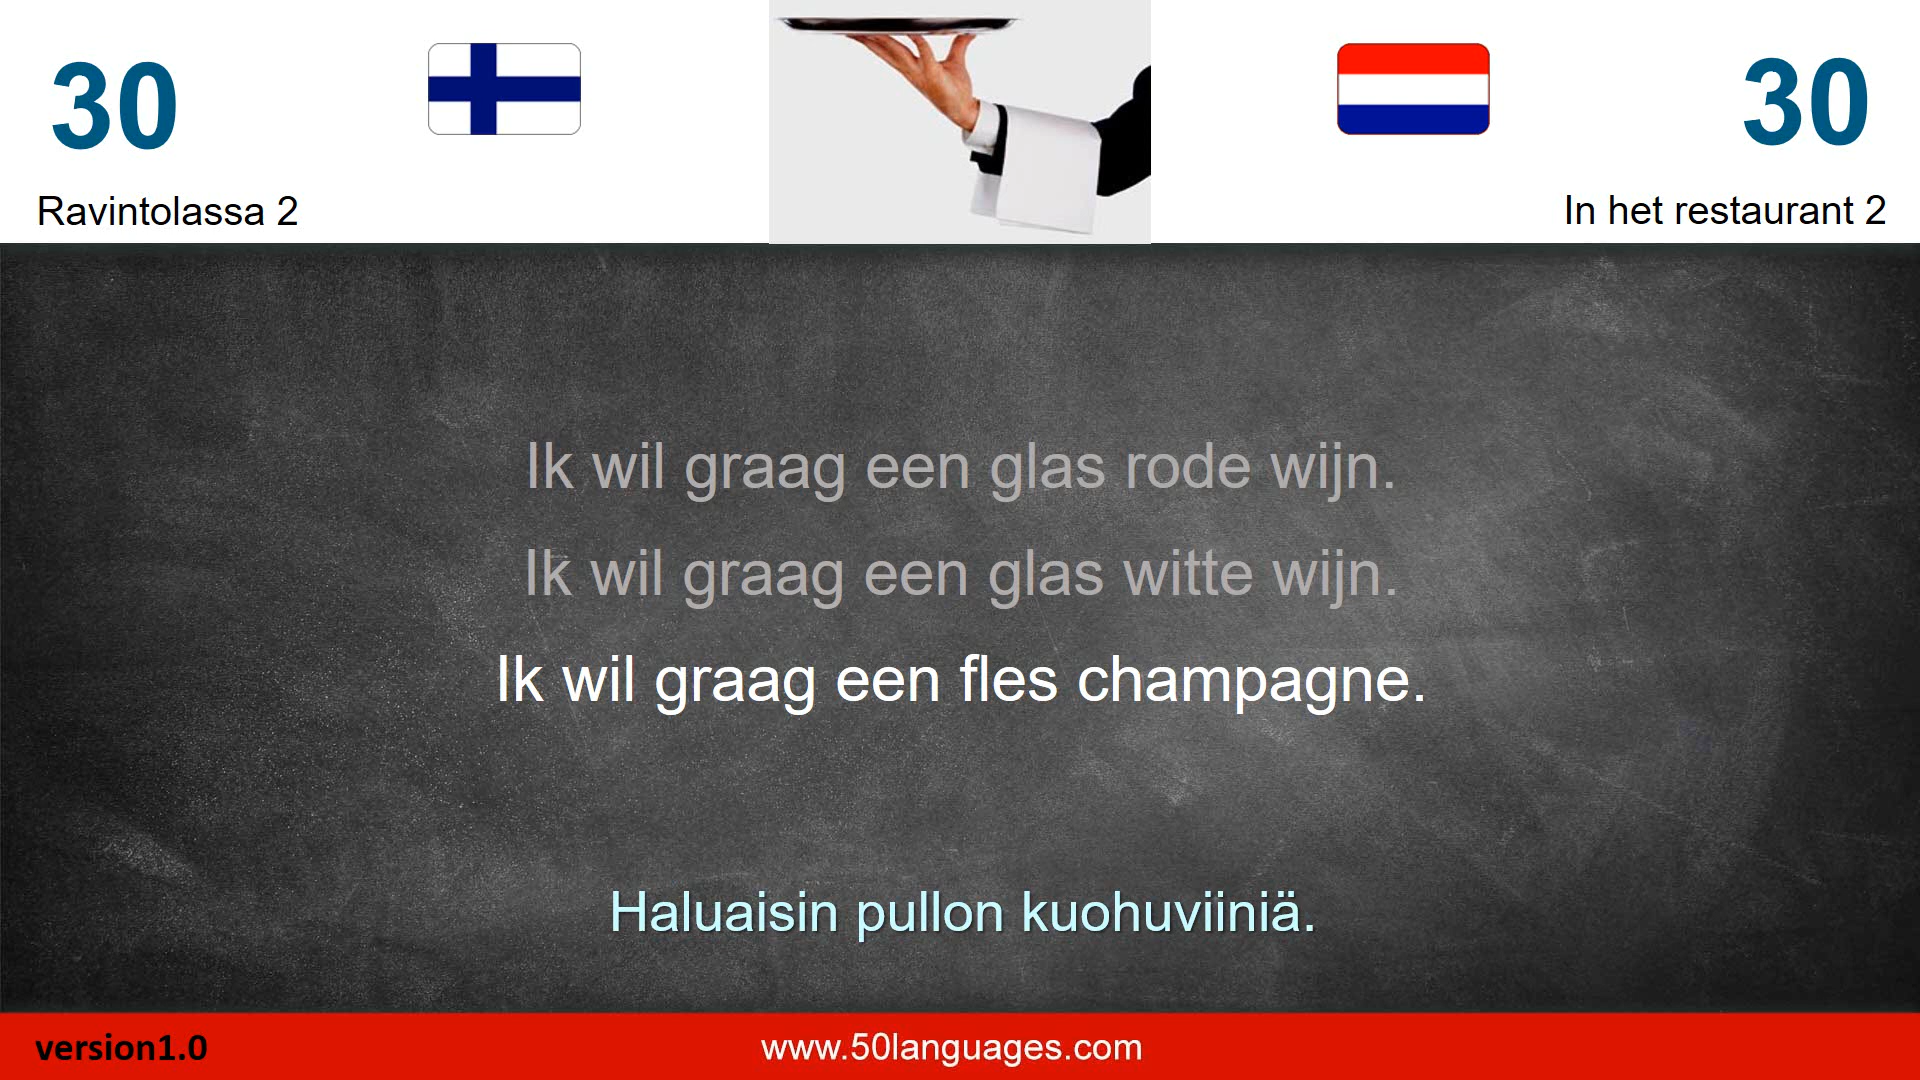 30
30
Ravintolassa 2
In het restaurant 2
Ik wil graag een glas rode wijn.
Ik wil graag een glas witte wijn.
Ik wil graag een fles champagne.
Haluaisin pullon kuohuviiniä.
version1.0
www.50languages.com